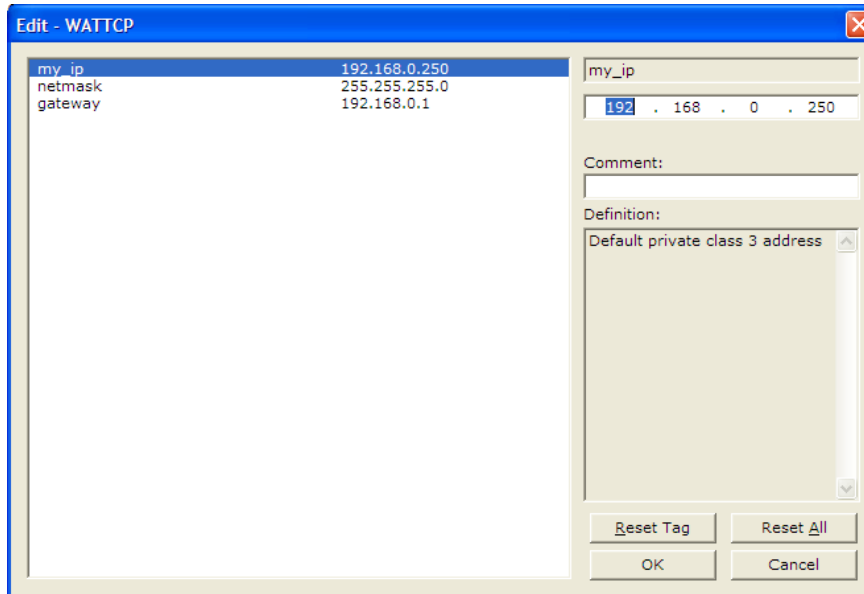 Edit - WATTCP
my_ip 192.168.0.250
netmask 255.255.255.0
gateway 192.168.0.1
my_ip
192 . 168 . 0 . 250
Comment:
Definition:
Default private class 3 address
Reset Tag Reset All
OK Cancel